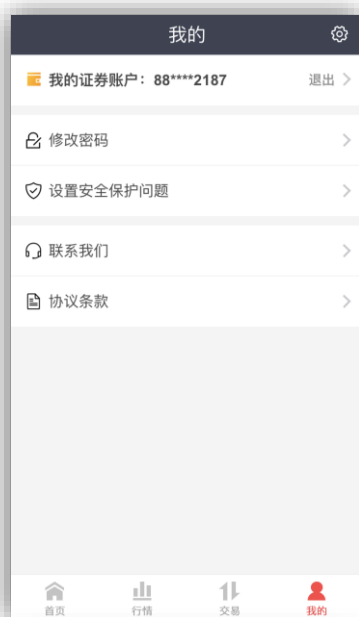 我的
我的证券账户：88****2187 退出
修改密码
设置安全保护问题
联系我们
协议条款
首页 行情 交易 我的